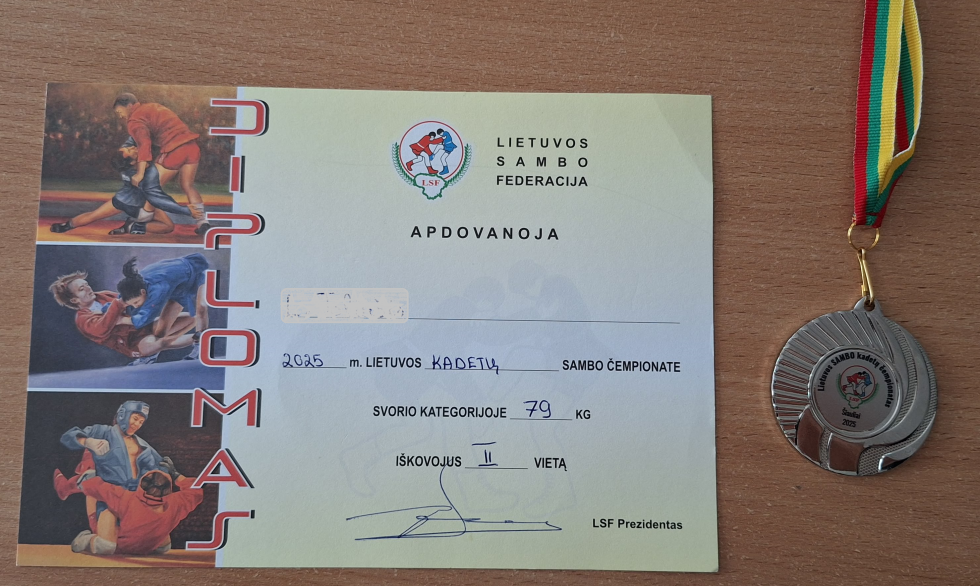 DIPLOMAS
LSF
LIETUVOS
SAMBO
FEDERACIJA
APDOVANOJA
2025 m. LIETUVOS KADETŲ SAMBO ČEMPIONATE
SVORIO KATEGORIJOJE 79 KG
IŠKOVOJUS II VIETĄ
LSF Prezidentas
Lietuvos SAMBO kadetų čempionatas
Šiauliai
2025